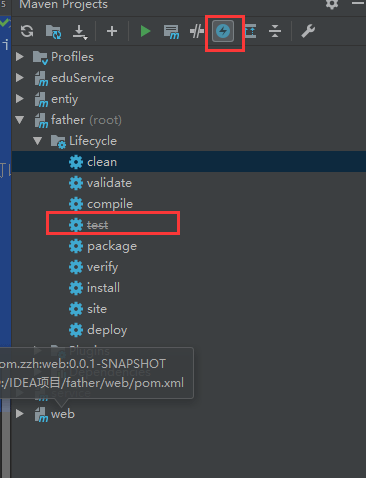 Maven Projects
Profiles
eduService
entiy
father (root)
Lifecycle
clean
validate
compile
test
package
verify
install
site
deploy
Plugins
om.zzh:web:0.0.1-SNAPSHOT
:/IDEA项目/father/web/pom.xml
web